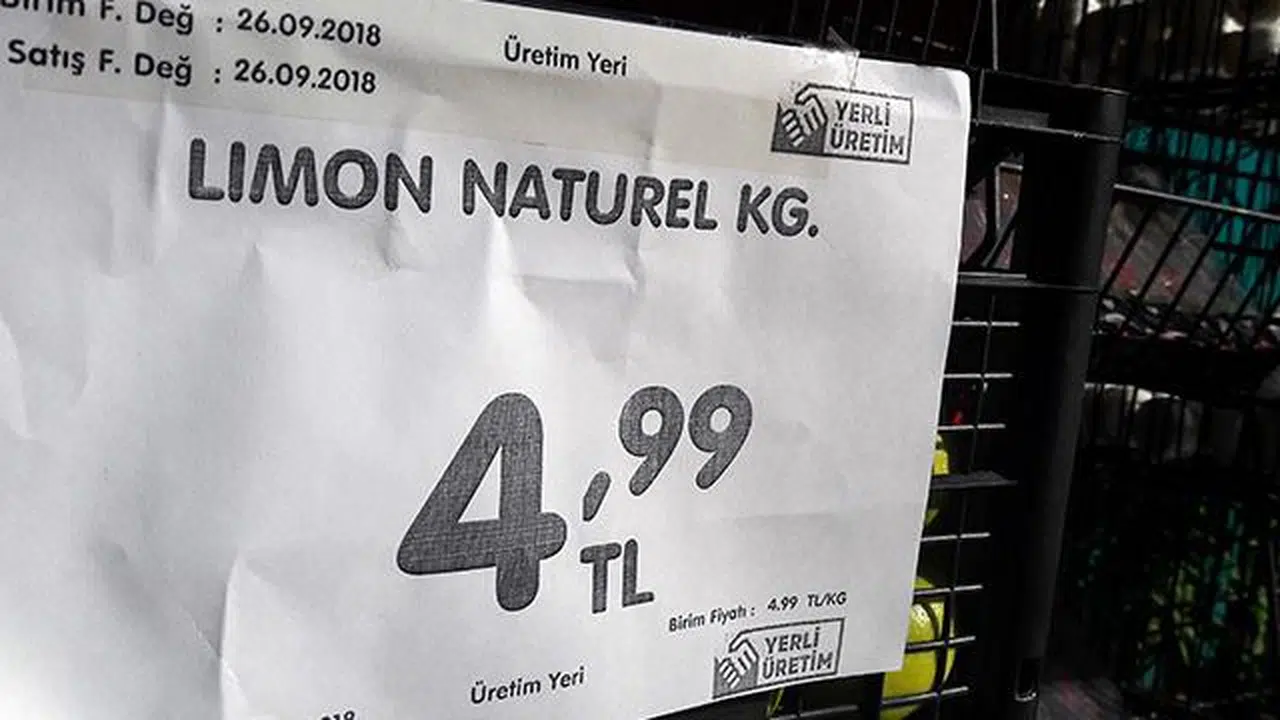 Birim F. Değ : 26.09.2018
Satış F. Değ : 26.09.2018
Üretim Yeri
YERLİ
ÜRETİM
LIMON NATUREL KG.
4,99
TL
Birim Fiyatı : 4.99 TL/KG
YERLİ
ÜRETİM
Üretim Yeri